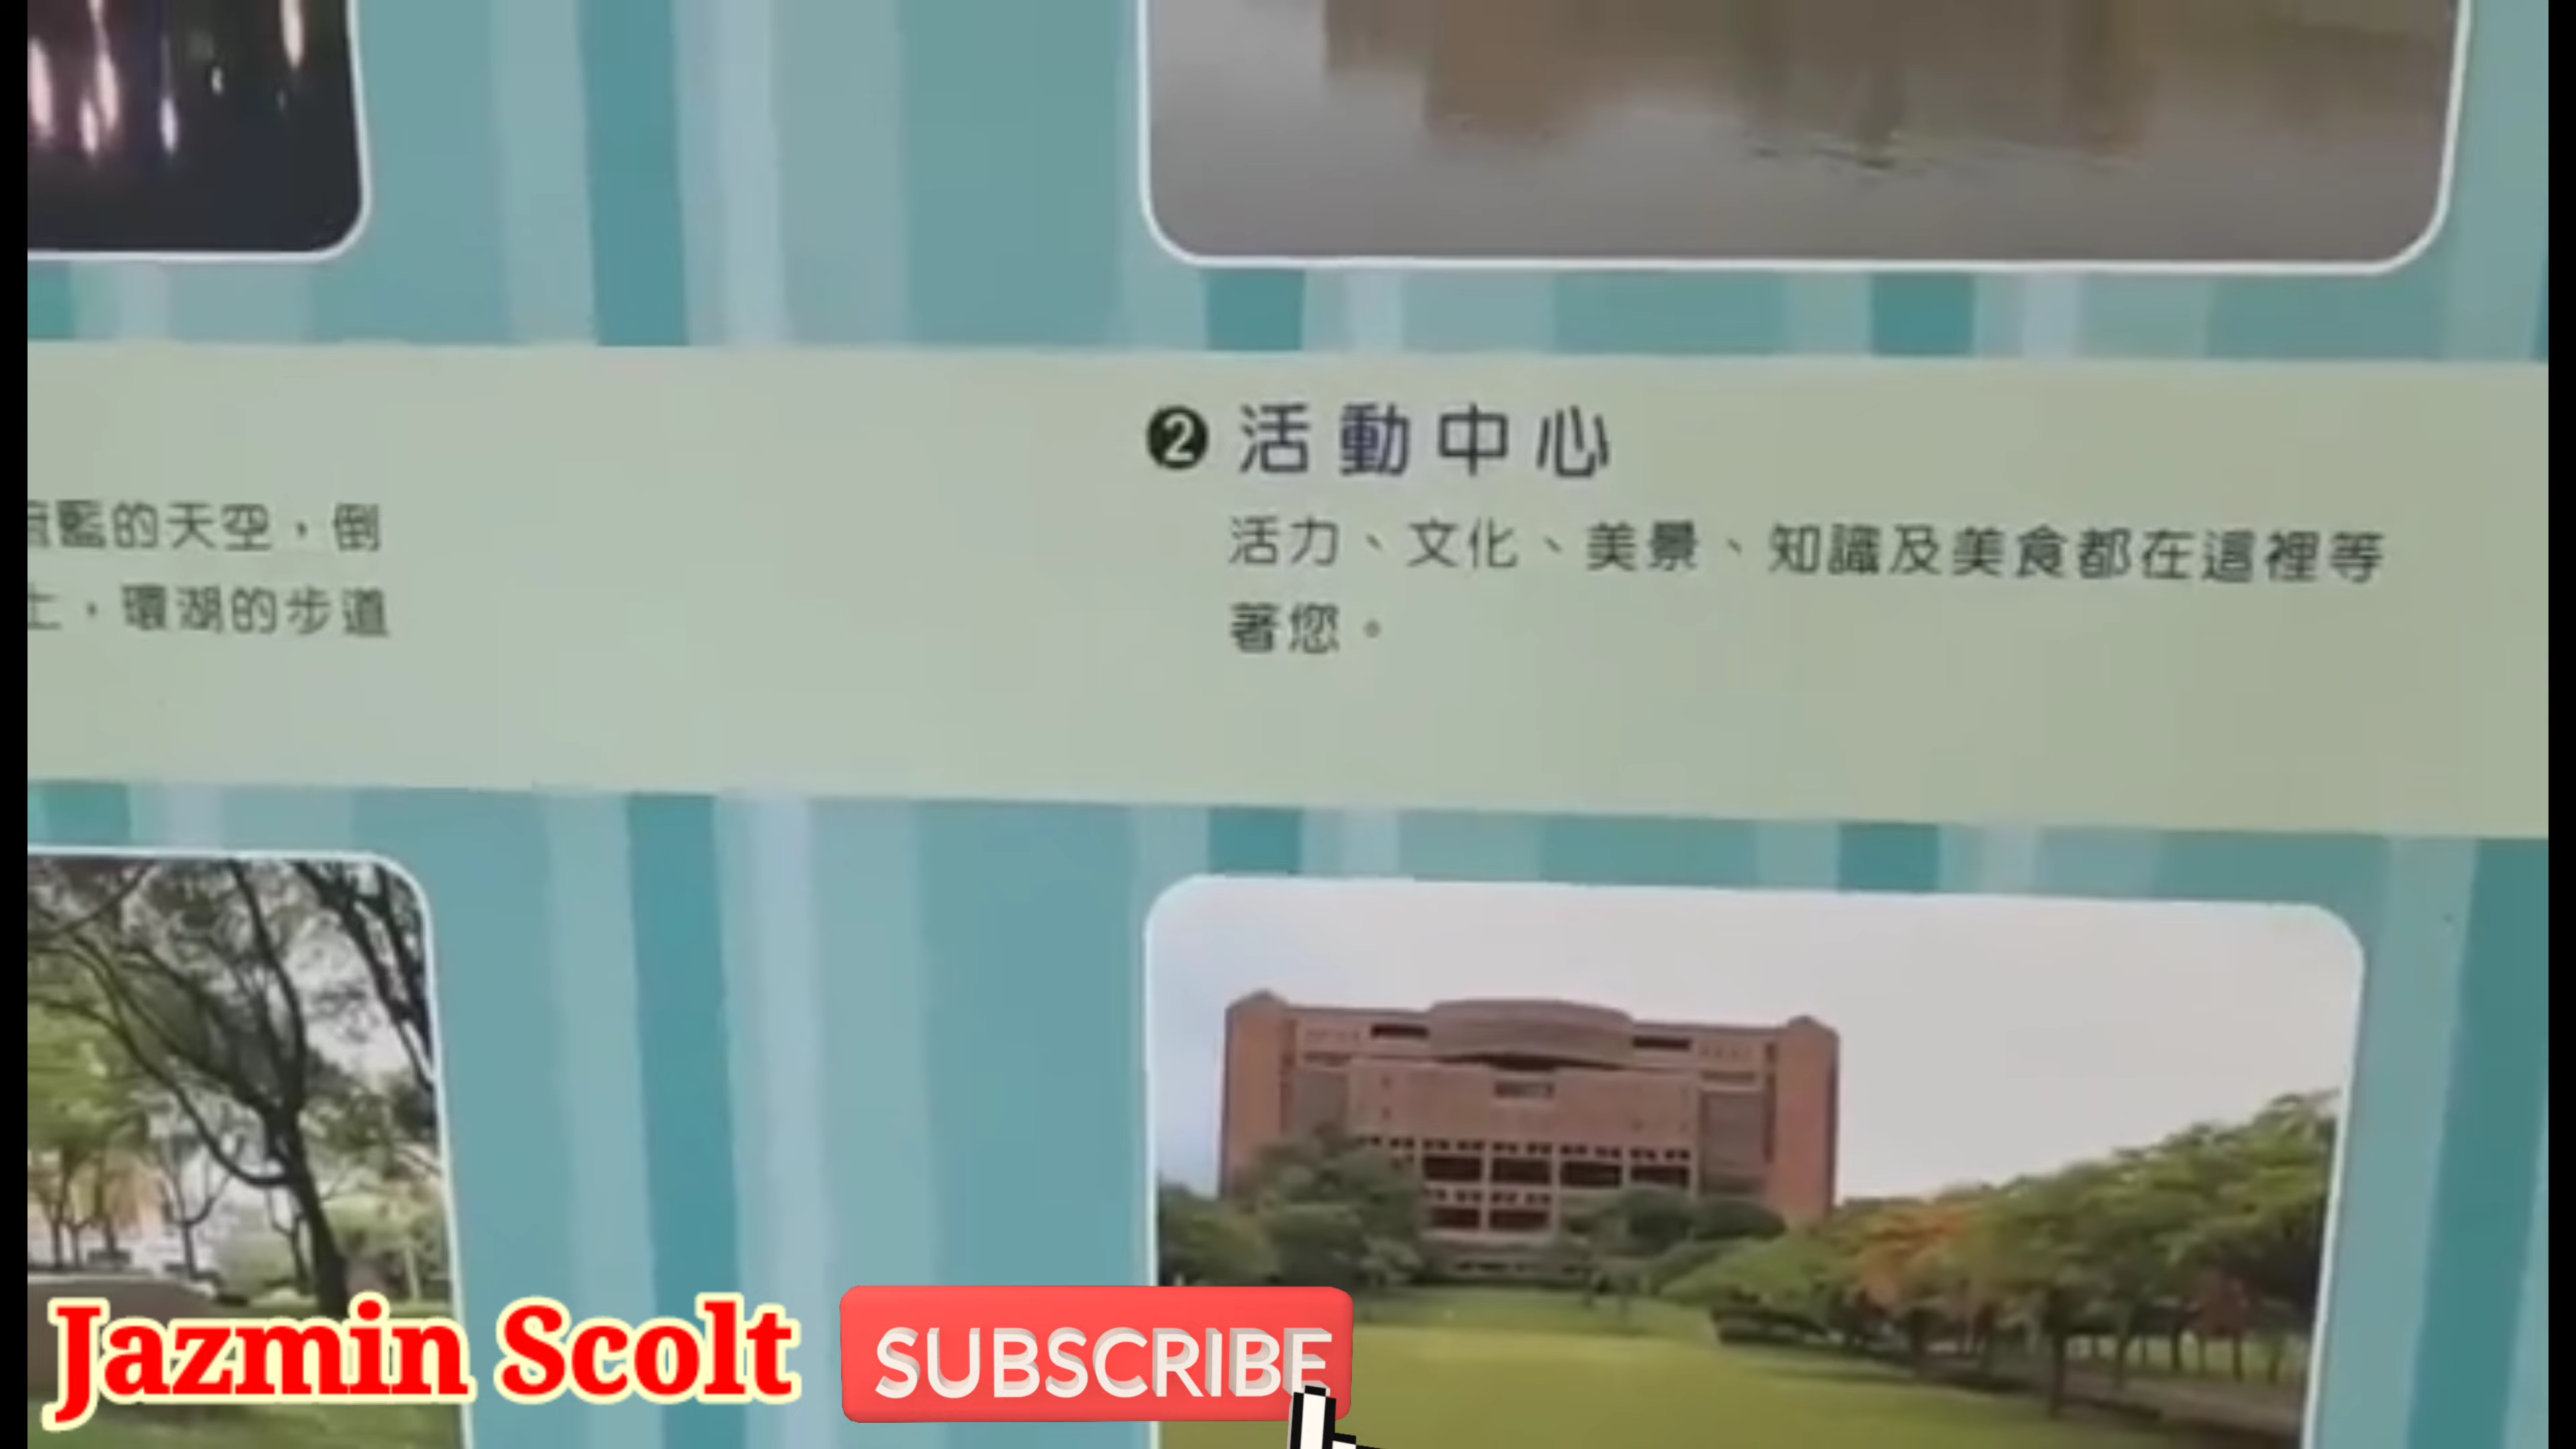 藍的天空，倒
，環湖的步道
❷ 活動中心
活力、文化、美景、知識及美食都在這裡等
著您。
Jazmin Scolt
SUBSCRIBE